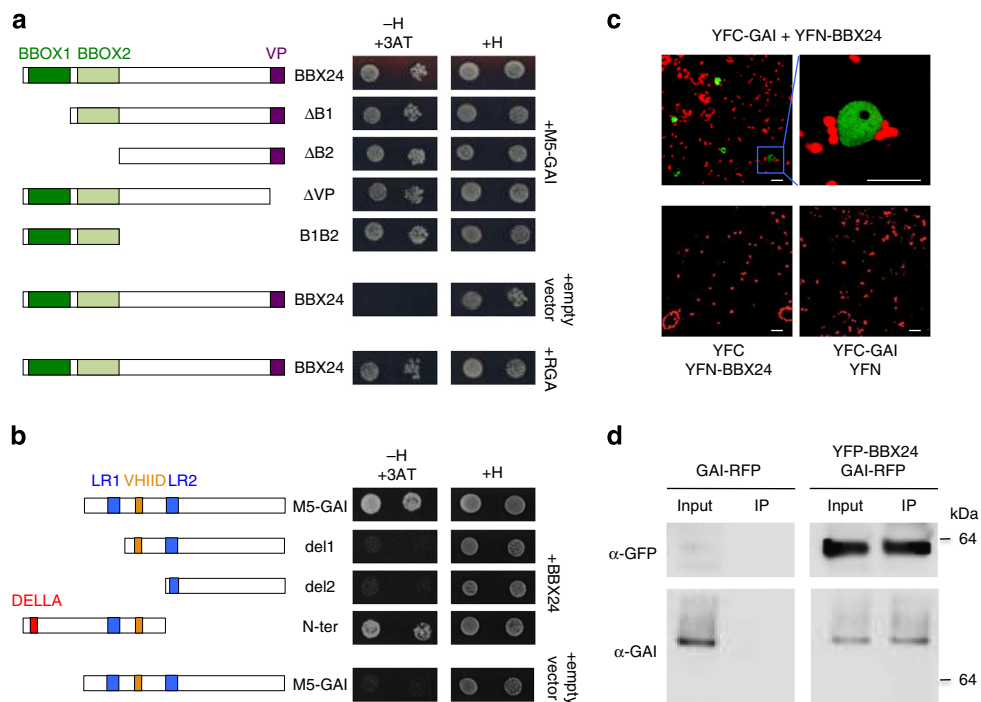 a
–H
+3AT
+H
BBOX1 BBOX2 VP
BBX24
ΔB1
ΔB2
ΔVP
B1B2
+M5-GAI
BBX24
+empty
vector
BBX24
+RGA
b
–H
+3AT
+H
LR1 VHIID LR2
M5-GAI
del1
del2
DELLA
N-ter
+BBX24
M5-GAI
+empty
vector
c
YFC-GAI + YFN-BBX24
YFC
YFN-BBX24
YFC-GAI
YFN
d
GAI-RFP
YFP-BBX24
GAI-RFP
Input IP Input IP
kDa
α-GFP
64
α-GAI
64